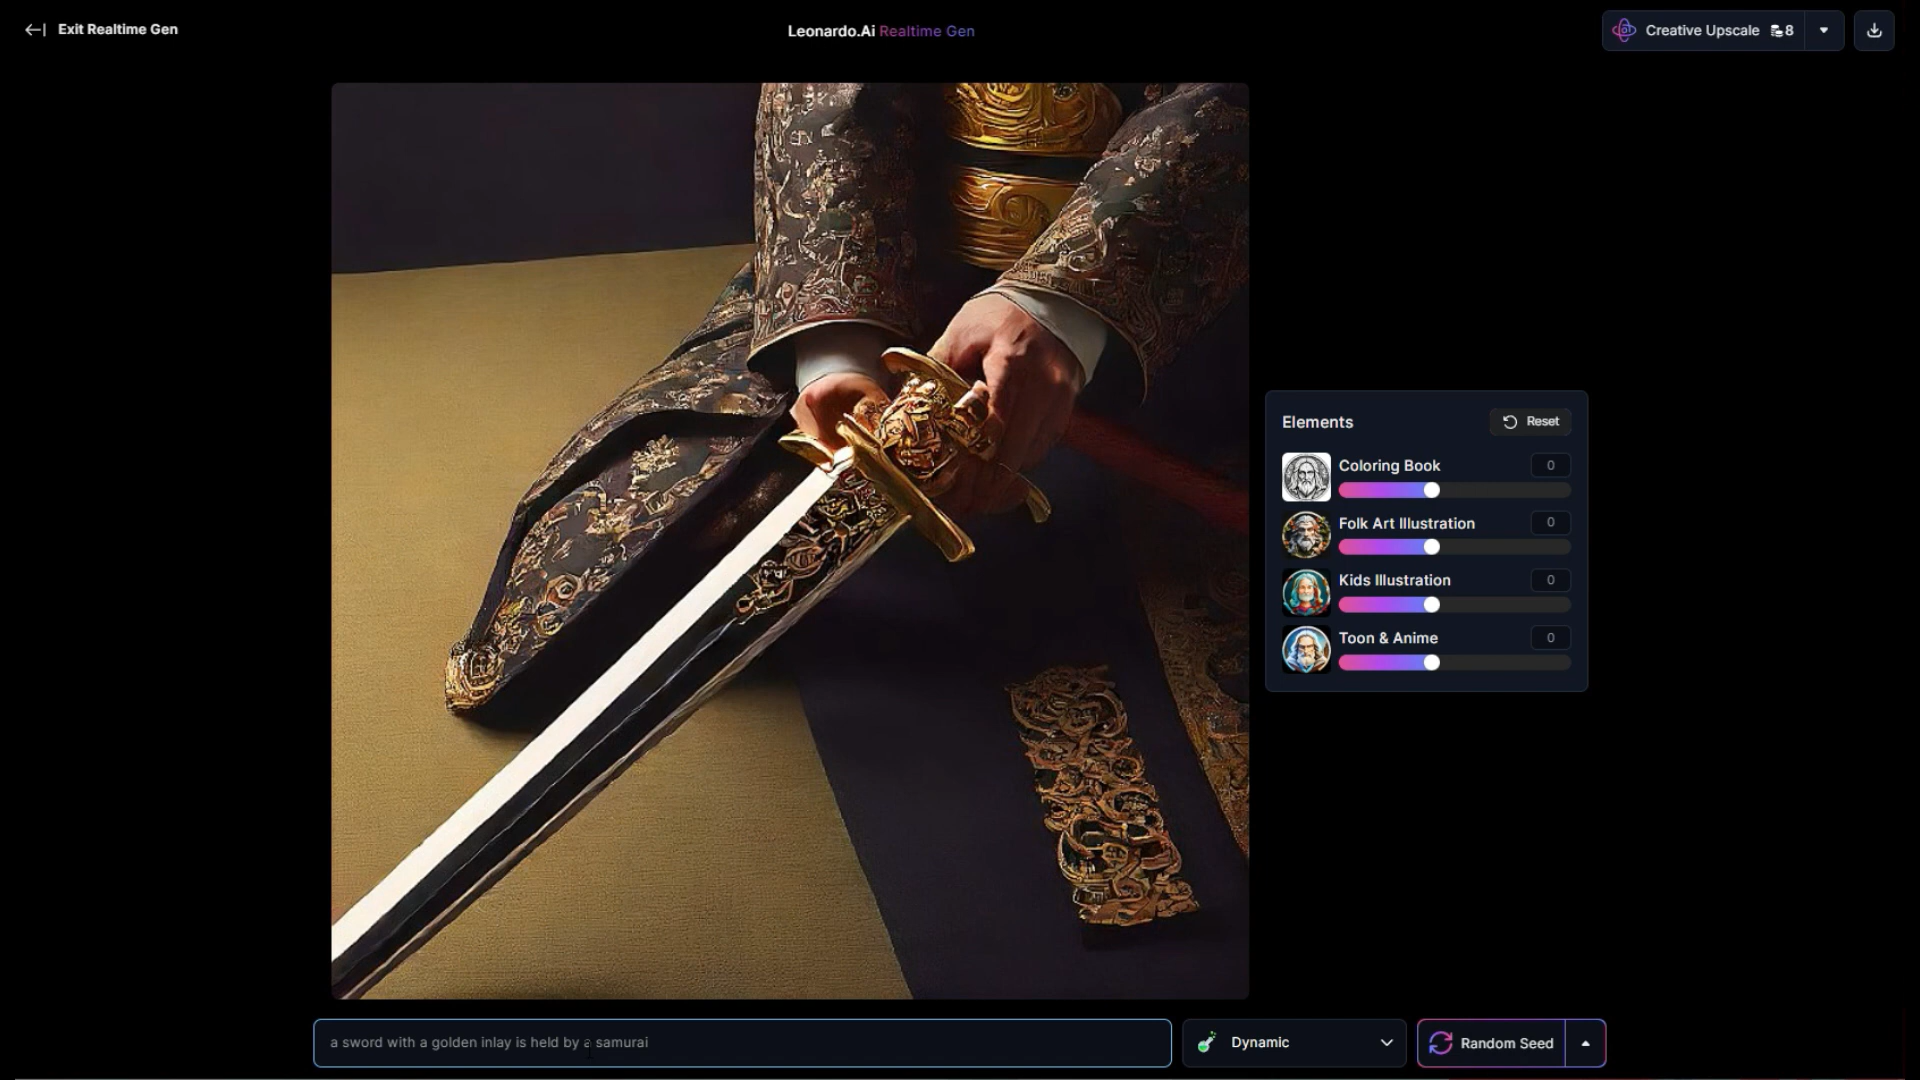 Exit Realtime Gen
Leonardo.Ai Realtime Gen
Creative Upscale 8
Elements
Reset
Coloring Book 0
Folk Art Illustration 0
Kids Illustration 0
Toon & Anime 0
a sword with a golden inlay is held by a samurai
Dynamic
Random Seed